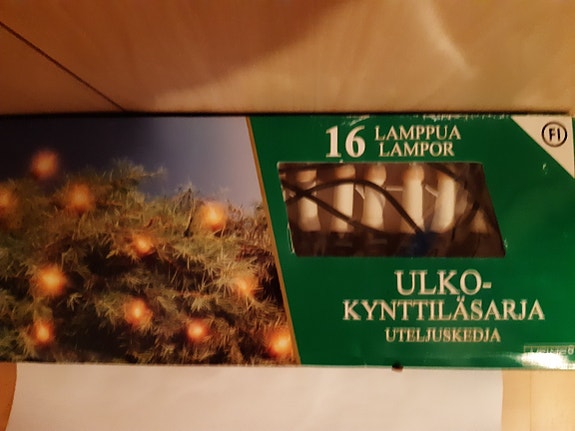 16 LAMPPUA
LAMPOR
FI
ULKO-
KYNTTILÄSARJA
UTELJUSKEDJA